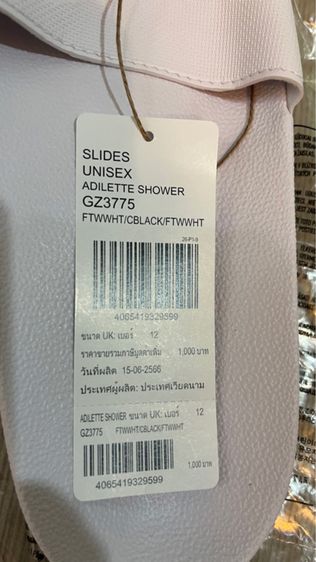 SLIDES
UNISEX
ADILETTE SHOWER
GZ3775
FTWWHT/CBLACK/FTWWHT
26-P1-9
4065419329599
ขนาด UK: เบอร์ 12
ราคาขายรวมภาษีมูลค่าเพิ่ม 1,000 บาท
วันที่ผลิต 15-06-2566
ประเทศผู้ผลิต: ประเทศเวียดนาม
ADILETTE SHOWER ขนาด UK: เบอร์ 12
GZ3775 FTWWHT/CBLACK/FTWWHT
1,000 บาท
4065419329599